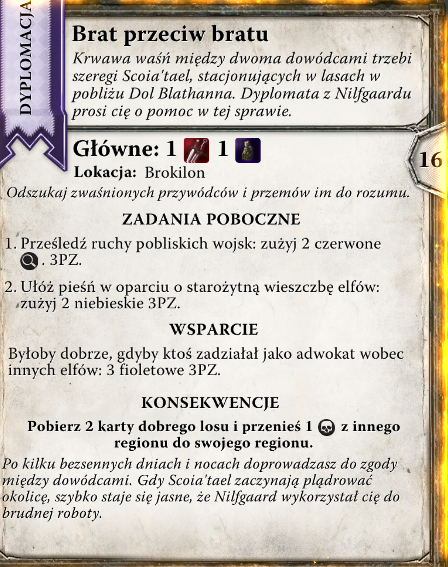 DYPLOMACJA
Brat przeciw bratu
Krwawa waśń między dwoma dowódcami trzebi
szeregi Scoia'tael, stacjonujących w lasach w
pobliżu Dol Blathanna. Dyplomata z Nilfgaardu
prosi cię o pomoc w tej sprawie.
Główne: 1 1
16
Lokacja: Brokilon
Odszukaj zwaśnionych przywódców i przemów im do rozumu.
ZADANIA POBOCZNE
1. Prześledź ruchy pobliskich wojsk: zużyj 2 czerwone
. 3PZ.
2. Ułóż pieśń w oparciu o starożytną wieszczbę elfów:
zużyj 2 niebieskie 3PZ.
WSPARCIE
Byłoby dobrze, gdyby ktoś zadziałał jako adwokat wobec
innych elfów: 3 fioletowe 3PZ.
KONSEKWENCJE
Pobierz 2 karty dobrego losu i przenieś 1 z innego
regionu do swojego regionu.
Po kilku bezsennych dniach i nocach doprowadzasz do zgody
między dowódcami. Gdy Scoia'tael zaczynają plądrować
okolicę, szybko staje się jasne, że Nilfgaard wykorzystał cię do
brudnej roboty.